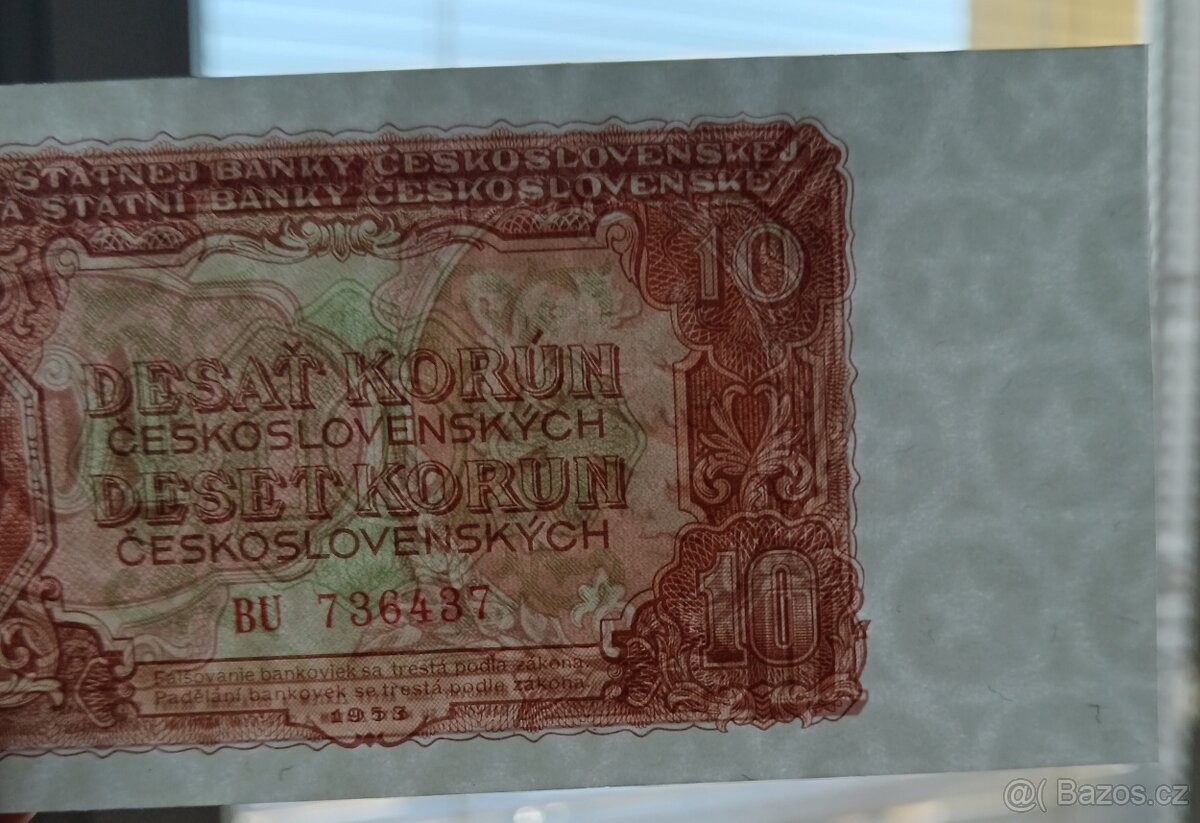 ŠTÁTNEJ BANKY ČESKOSLOVENSKEJ
A STÁTNÍ BANKY ČESKOSLOVENSKÉ
10
DESAŤ KORÚN
ČESKOSLOVENSKÝCH
DESET KORUN
ČESKOSLOVENSKÝCH
BU 736437
10
Falšovanie bankoviek sa trestá podľa zákona.
Padělání bankovek se trestá podle zákona.
1953
@( Bazos.cz